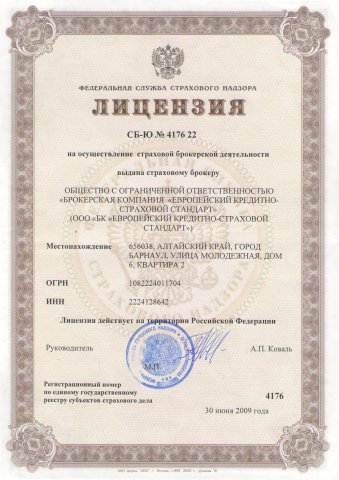 ФЕДЕРАЛЬНАЯ СЛУЖБА СТРАХОВОГО НАДЗОРА
ЛИЦЕНЗИЯ
СБ-Ю № 4176 22
на осуществление страховой брокерской деятельности
выдана страховому брокеру
ОБЩЕСТВО С ОГРАНИЧЕННОЙ ОТВЕТСТВЕННОСТЬЮ
«БРОКЕРСКАЯ КОМПАНИЯ «ЕВРОПЕЙСКИЙ КРЕДИТНО-
СТРАХОВОЙ СТАНДАРТ»
(ООО «БК «ЕВРОПЕЙСКИЙ КРЕДИТНО-СТРАХОВОЙ
СТАНДАРТ»)
Местонахождение 656038, АЛТАЙСКИЙ КРАЙ, ГОРОД
БАРНАУЛ, УЛИЦА МОЛОДЕЖНАЯ, ДОМ
6, КВАРТИРА 2
ОГРН 1082224011704
ИНН 2224128642
Лицензия действует на территории Российской Федерации
Руководитель А.П. Коваль
М.П.
Регистрационный номер
по единому государственному
реестру субъектов страхового дела 4176
30 июня 2009 года